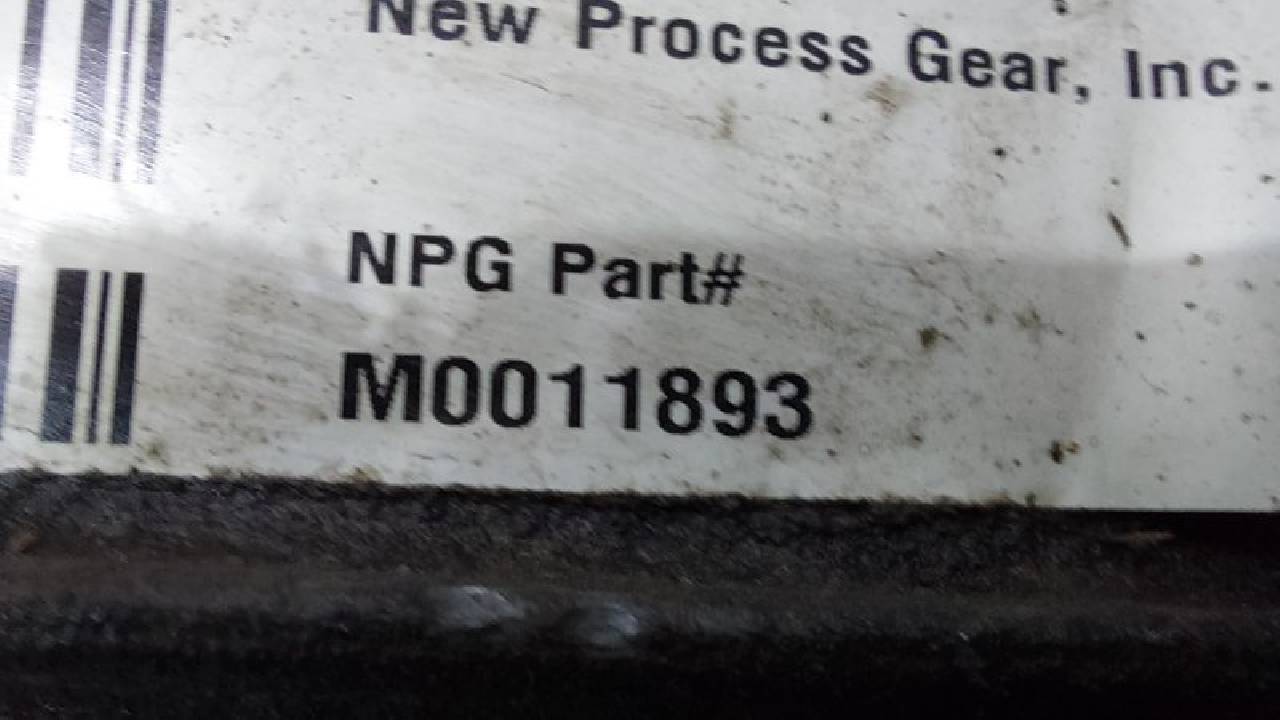 New Process Gear, Inc.
NPG Part#
M0011893